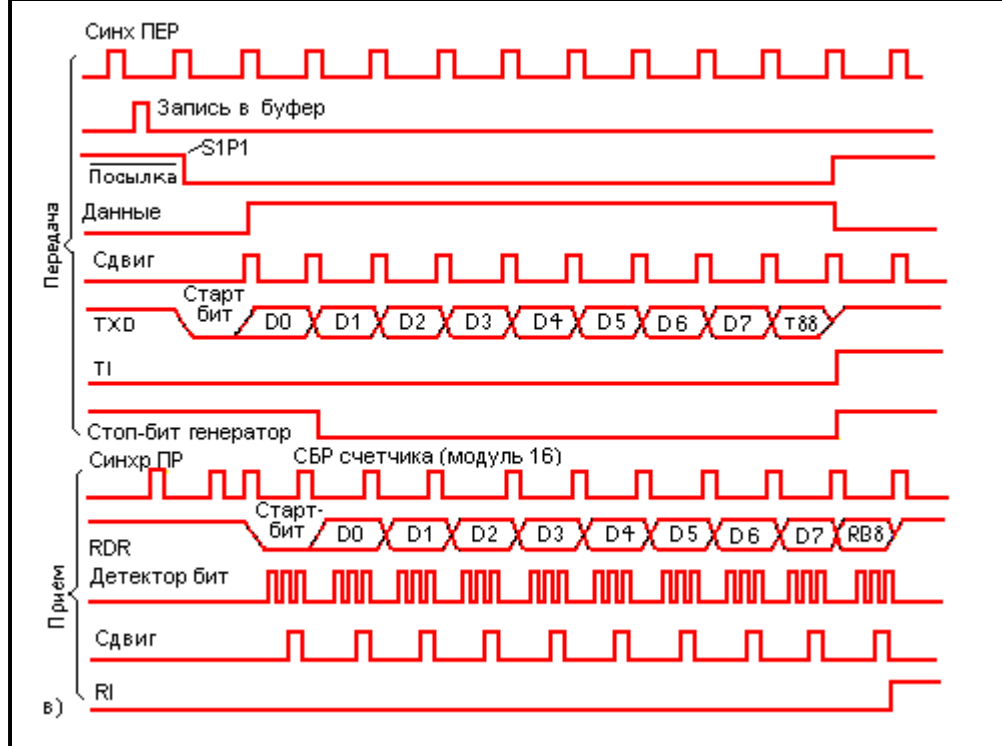 Синх ПЕР
Запись в буфер
S1P1
Посылка
Данные
Сдвиг
Старт
бит
TXD
D0 D1 D2 D3 D4 D5 D6 D7 т88
TI
Стоп-бит генератор
Передача
Синхр ПР
СБР счетчика (модуль 16)
Старт-
бит
RDR
D0 D1 D2 D3 D4 D5 D6 D7 RB8
Детектор бит
Сдвиг
RI
Приём
в)